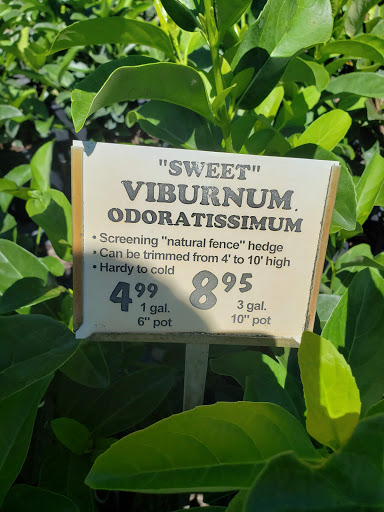 "SWEET"
VIBURNUM
ODORATISSIMUM
• Screening "natural fence" hedge
• Can be trimmed from 4' to 10' high
• Hardy to cold
4.99 8.95
1 gal. 3 gal.
6" pot 10" pot